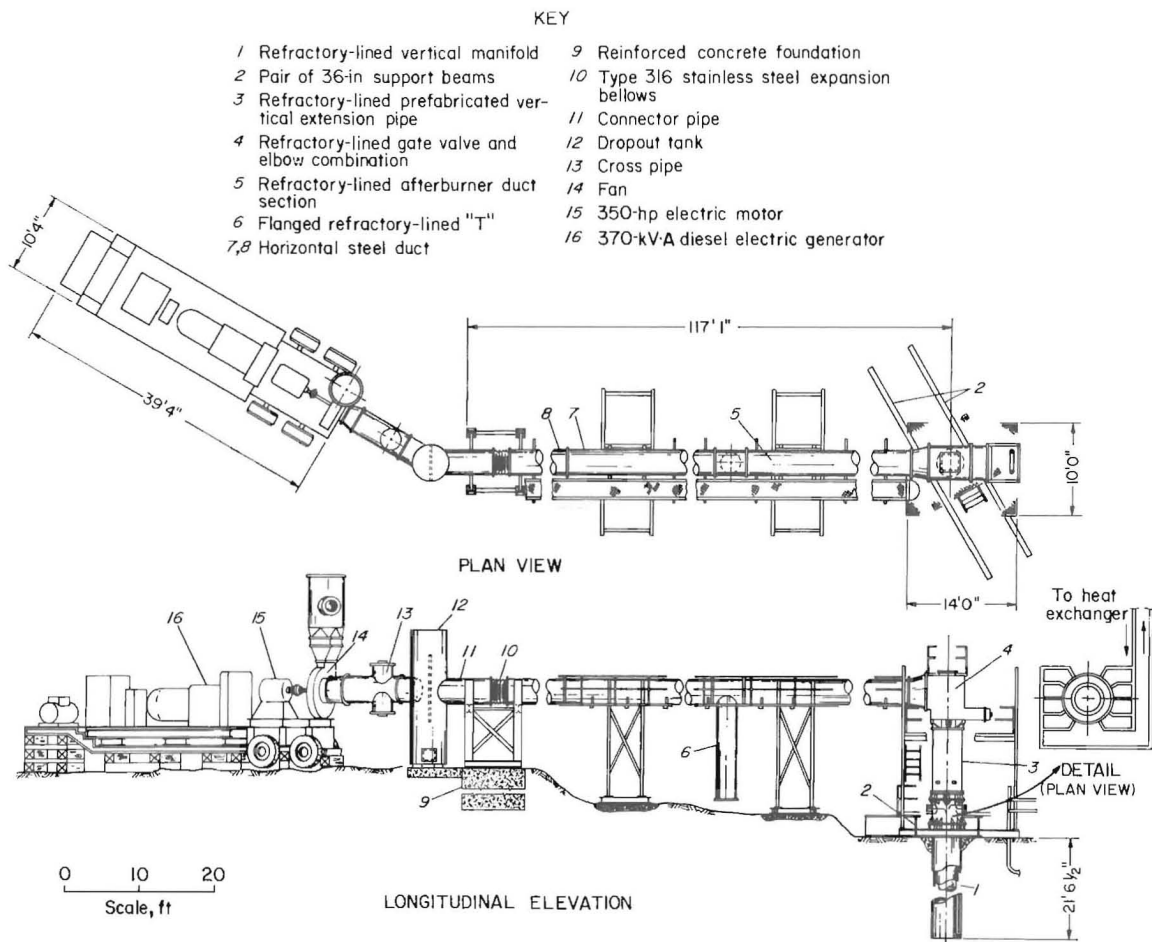 KEY
1 Refractory-lined vertical manifold
2 Pair of 36-in support beams
3 Refractory-lined prefabricated ver-
tical extension pipe
4 Refractory-lined gate valve and
elbow combination
5 Refractory-lined afterburner duct
section
6 Flanged refractory-lined "T"
7,8 Horizontal steel duct
9 Reinforced concrete foundation
10 Type 316 stainless steel expansion
bellows
11 Connector pipe
12 Dropout tank
13 Cross pipe
14 Fan
15 350-hp electric motor
16 370-kV·A diesel electric generator
10'4"
39'4"
117'1"
2
8
7
5
10'0"
14'0"
PLAN VIEW
To heat
exchanger
16
15
14
13
12
11
10
4
6
3
DETAIL
(PLAN VIEW)
9
2
1
21'6½"
0 10 20
Scale, ft
LONGITUDINAL ELEVATION